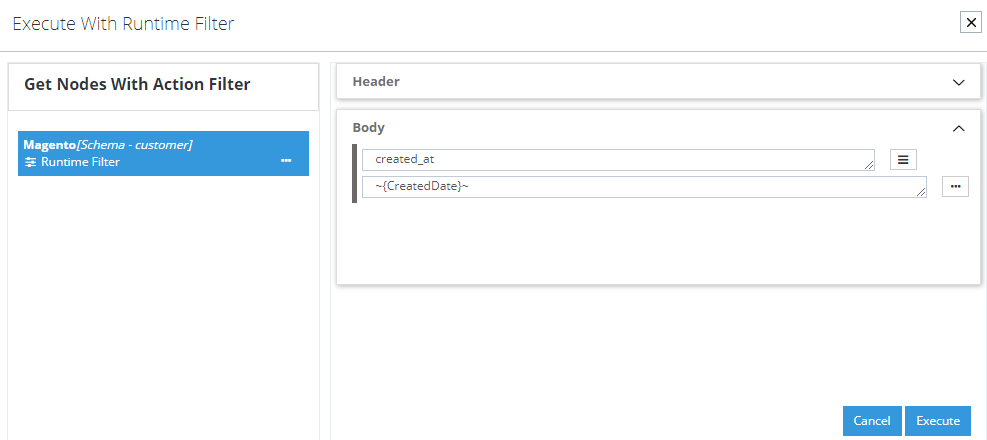 Execute With Runtime Filter
Get Nodes With Action Filter
Magento[Schema - customer]
Runtime Filter
Header
Body
created_at
~{CreatedDate}~
Cancel
Execute